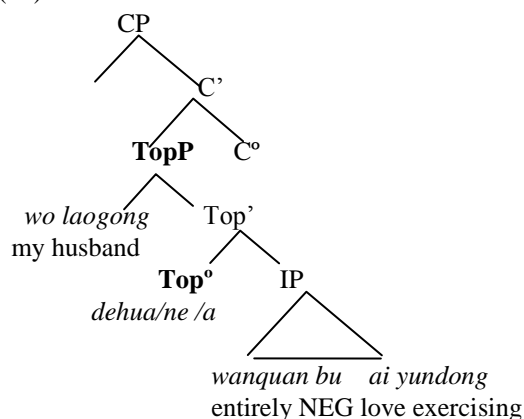 CP
C’
TopP Cº
wo laogong Top’
my husband
Topº IP
dehua/ne /a
wanquan bu ai yundong
entirely NEG love exercising